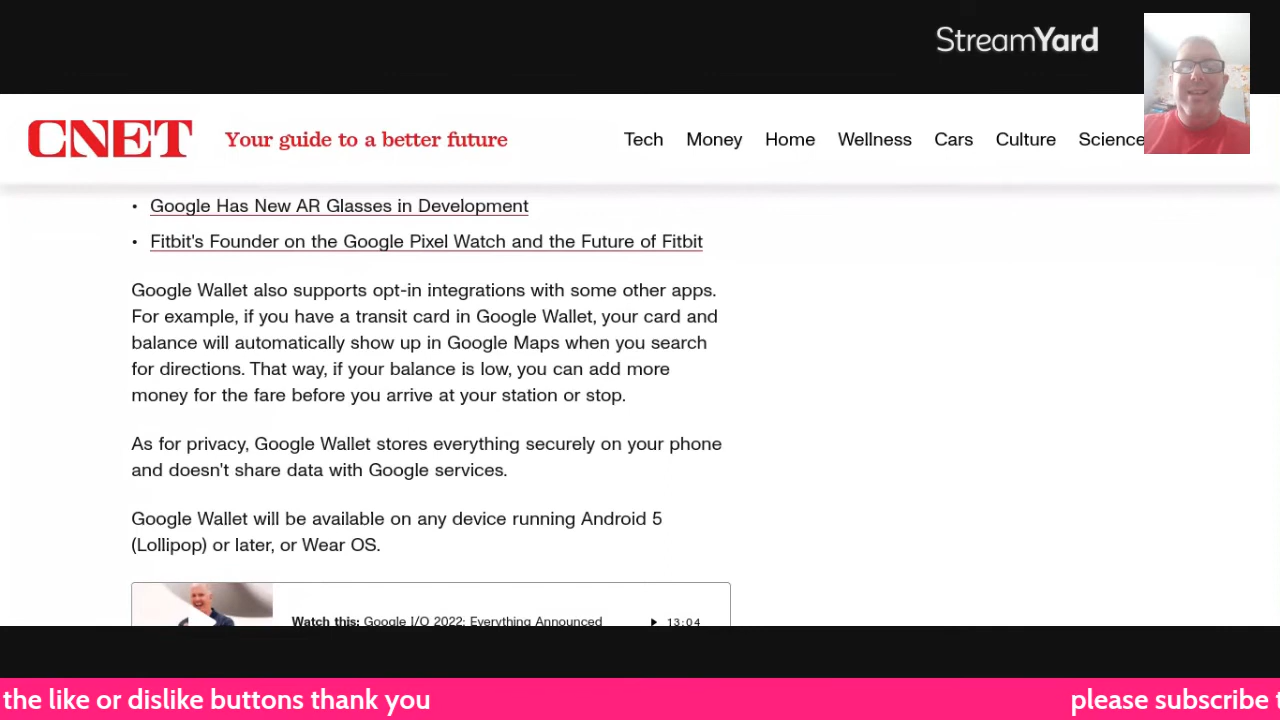 StreamYard
CNET
Your guide to a better future
Tech Money Home Wellness Cars Culture Science
• Google Has New AR Glasses in Development
• Fitbit's Founder on the Google Pixel Watch and the Future of Fitbit
Google Wallet also supports opt-in integrations with some other apps.
For example, if you have a transit card in Google Wallet, your card and
balance will automatically show up in Google Maps when you search
for directions. That way, if your balance is low, you can add more
money for the fare before you arrive at your station or stop.
As for privacy, Google Wallet stores everything securely on your phone
and doesn't share data with Google services.
Google Wallet will be available on any device running Android 5
(Lollipop) or later, or Wear OS.
Watch this: Google I/O 2022: Everything Announced 13:04
the like or dislike buttons thank you please subscribe t